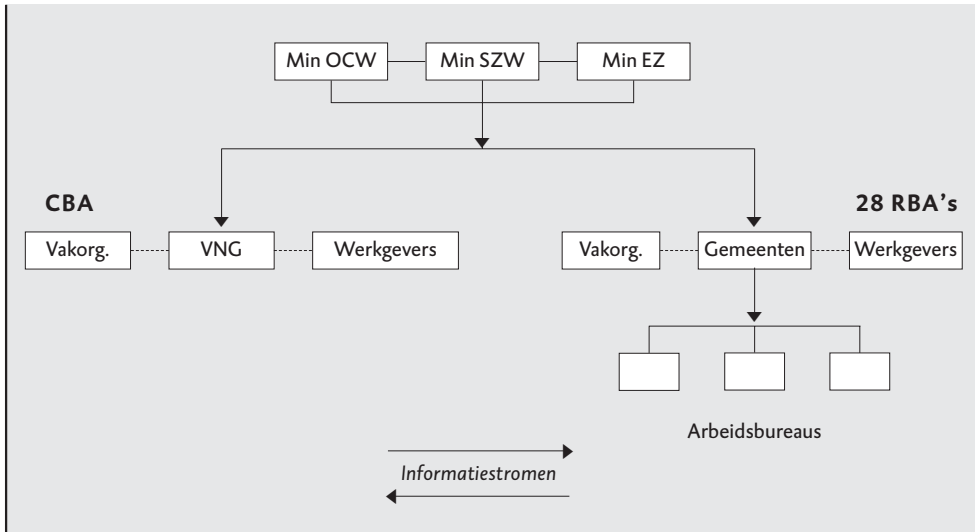 Min OCW
Min SZW
Min EZ
CBA
28 RBA's
Vakorg.
VNG
Werkgevers
Vakorg.
Gemeenten
Werkgevers
Arbeidsbureaus
Informatiestromen